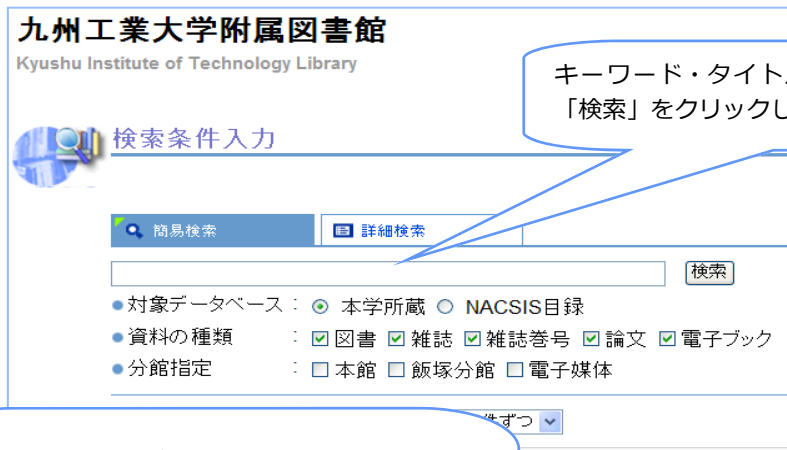 九州工業大学附属図書館
Kyushu Institute of Technology Library
キーワード・タイト
「検索」をクリックし
検索条件入力
簡易検索 詳細検索
検索
●対象データベース： 本学所蔵 NACSIS目録
●資料の種類 ： 図書 雑誌 雑誌巻号 論文 電子ブック
●分館指定 ： 本館 飯塚分館 電子媒体
件ずつ